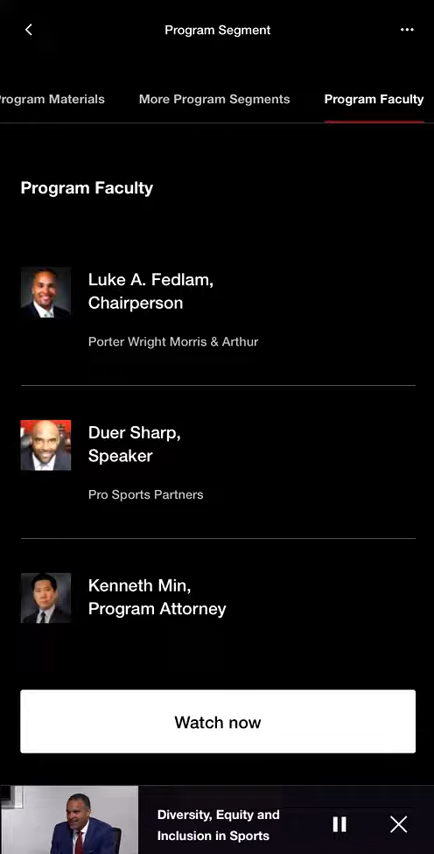 Program Segment
rogram Materials
More Program Segments
Program Faculty
Program Faculty
Luke A. Fedlam,
Chairperson
Porter Wright Morris & Arthur
Duer Sharp,
Speaker
Pro Sports Partners
Kenneth Min,
Program Attorney
Watch now
Diversity, Equity and
Inclusion in Sports